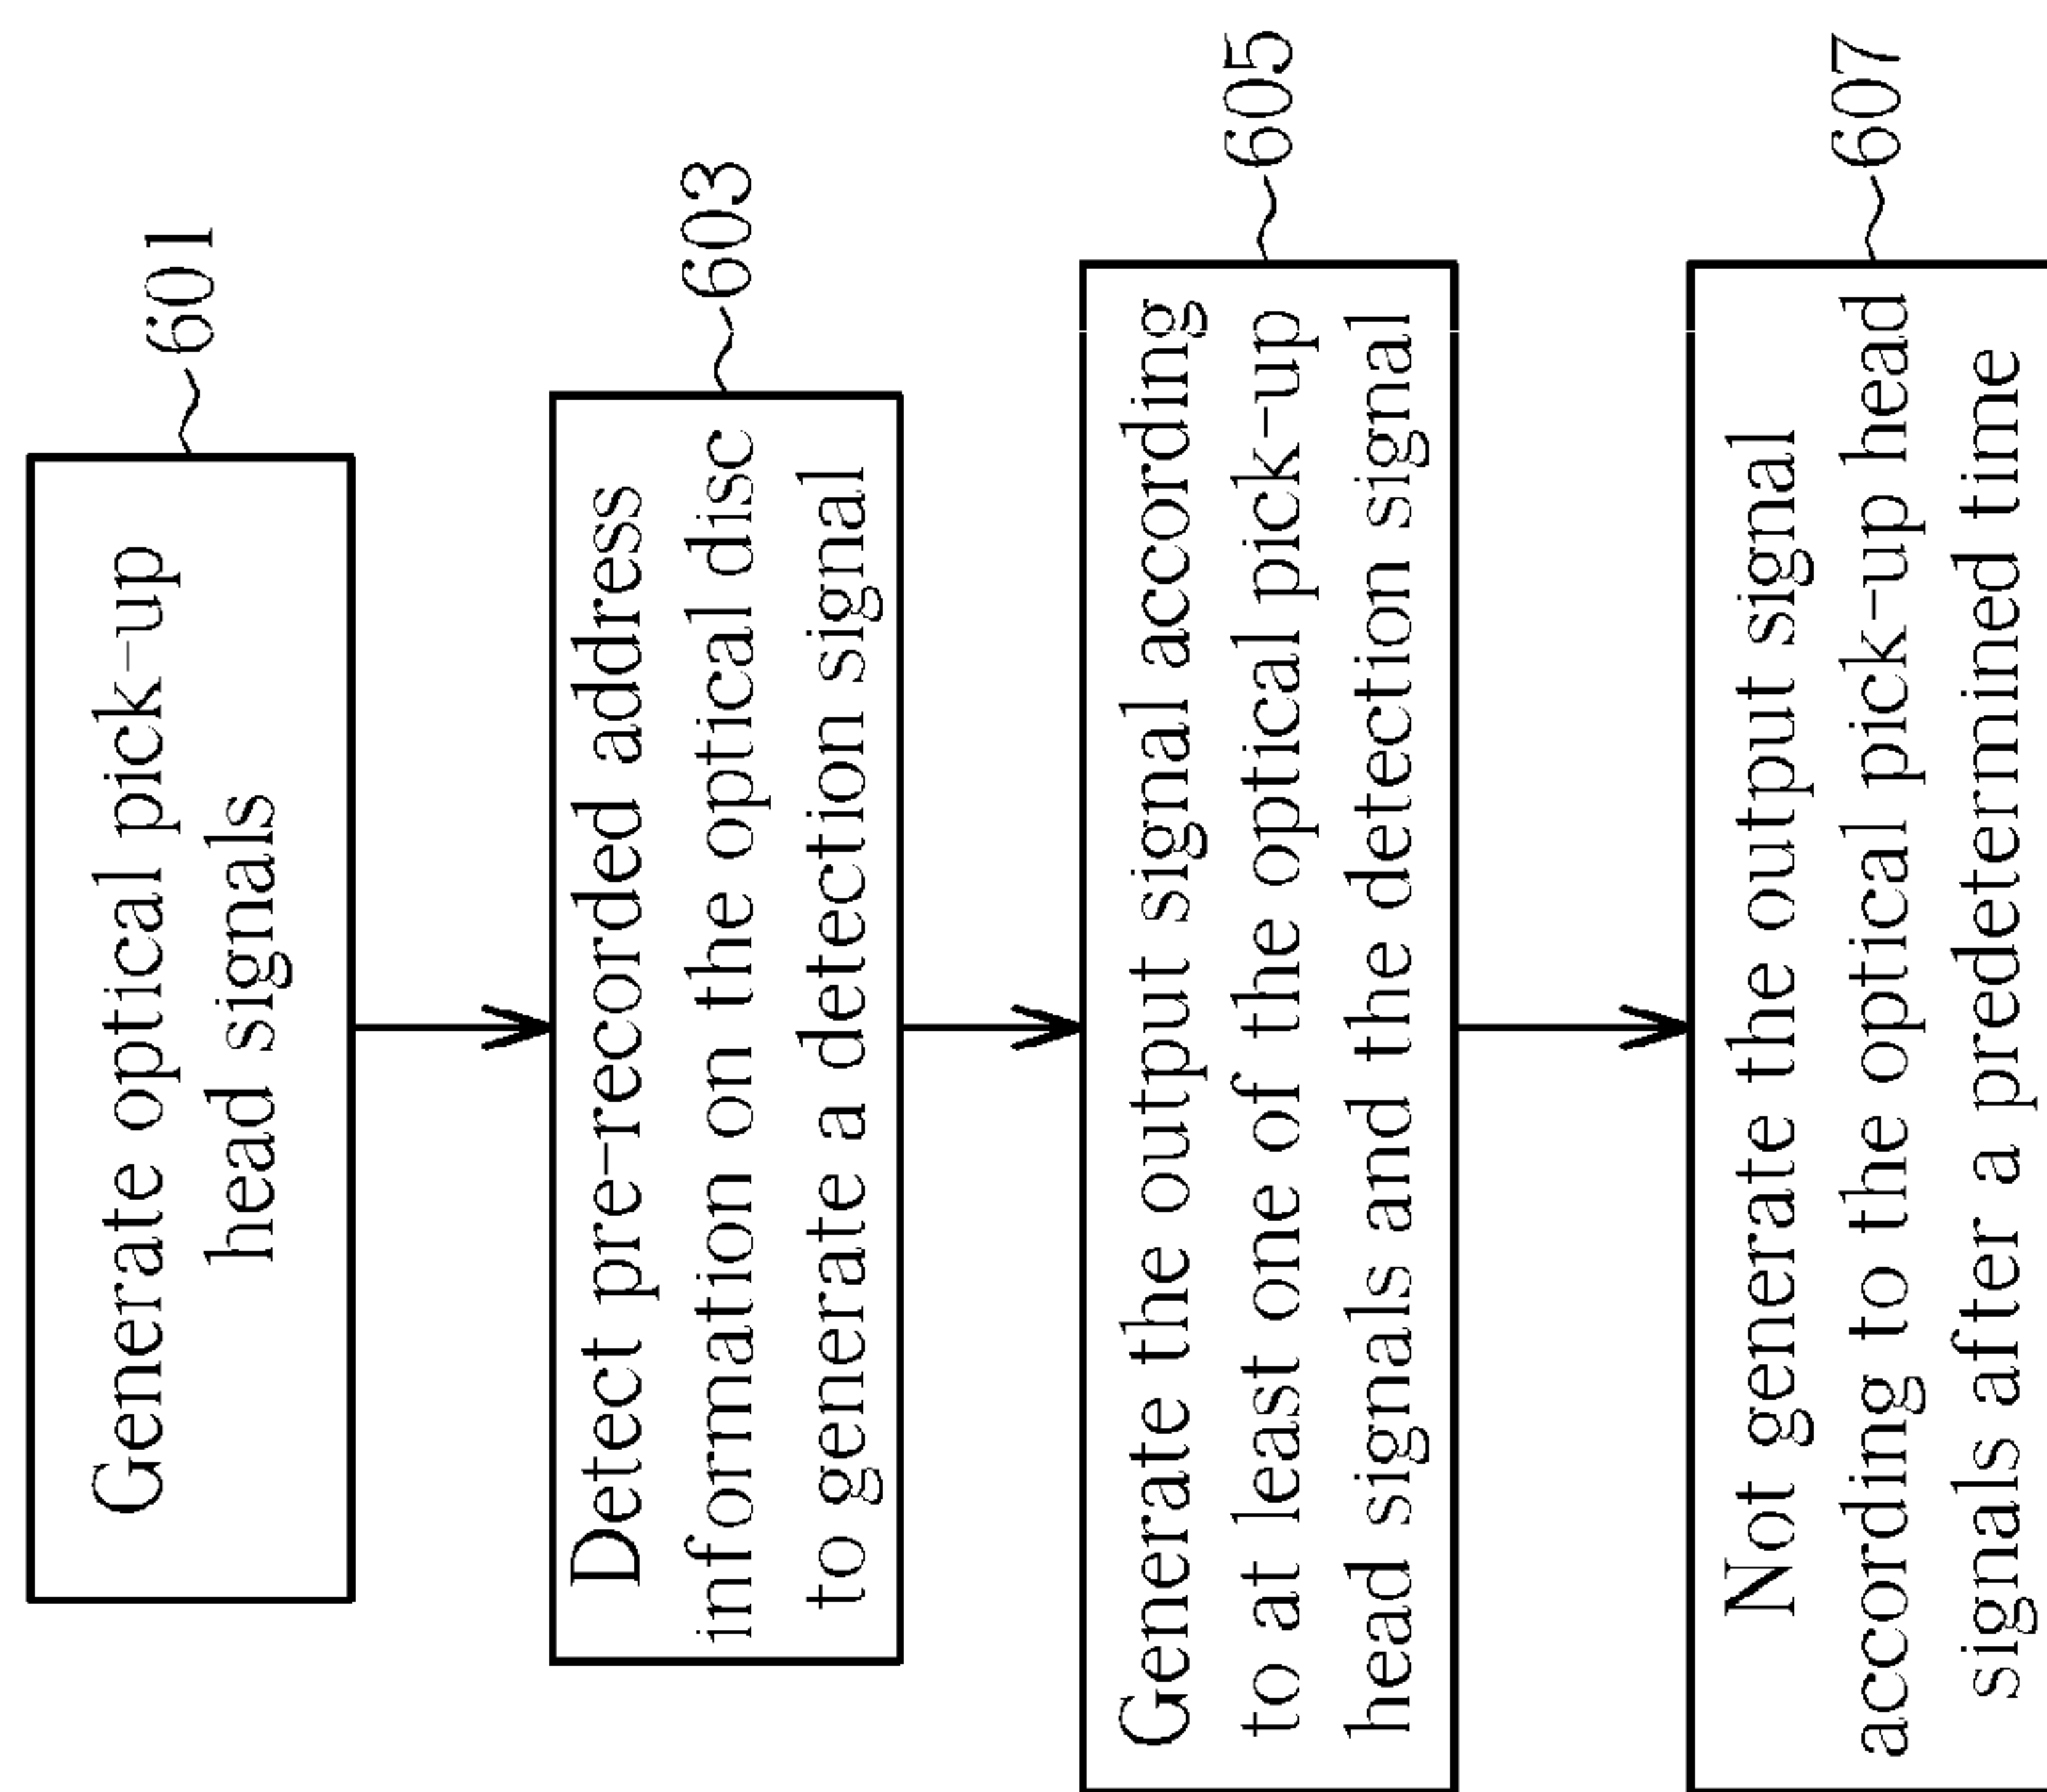 Generate optical pick-up
head signals
601
Detect pre-recorded address
information on the optical disc
to generate a detection signal
603
Generate the output signal according
to at least one of the optical pick-up
head signals and the detection signal
605
Not generate the output signal
according to the optical pick-up head
signals after a predetermined time
607